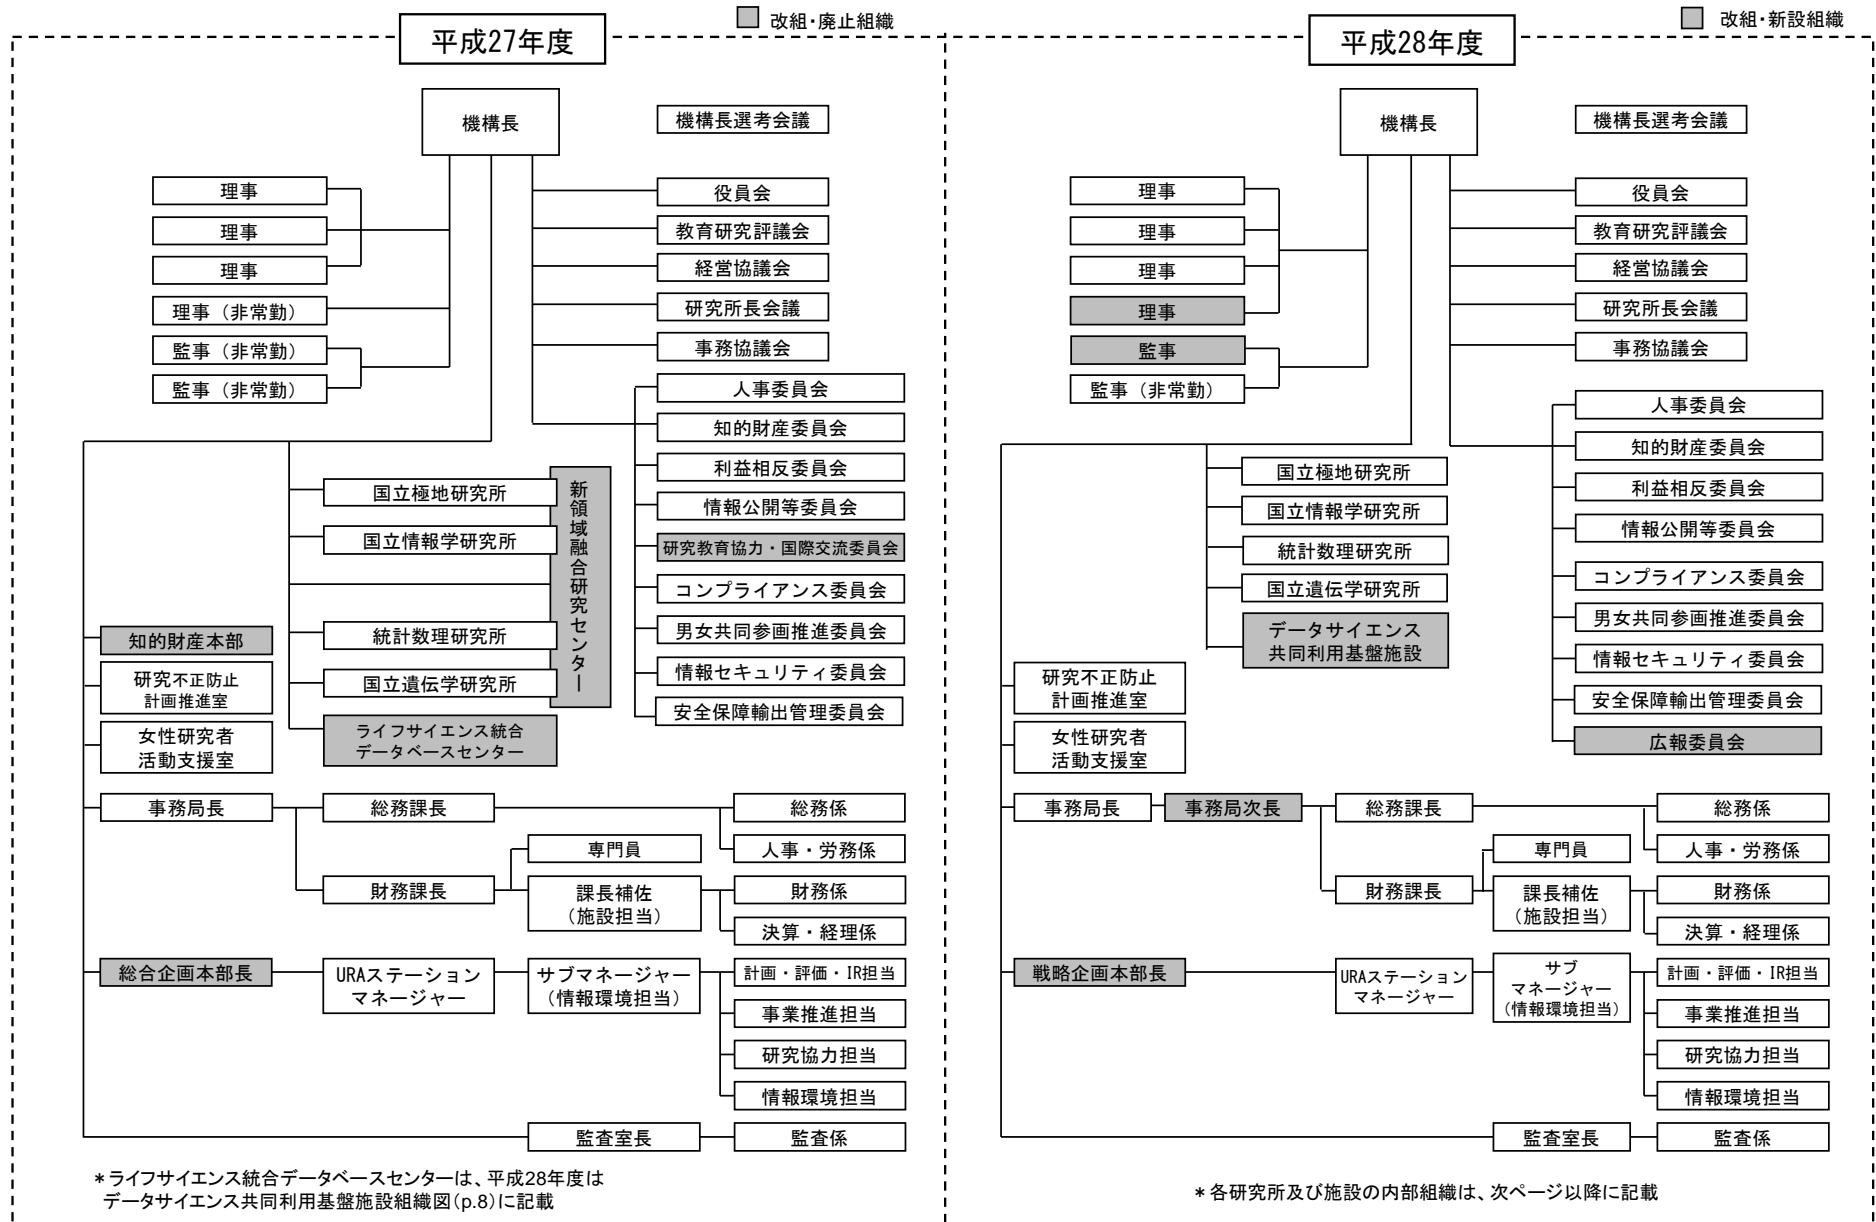 平成27年度
改組・廃止組織
機構長
機構長選考会議
理事
理事
理事
理事（非常勤）
監事（非常勤）
監事（非常勤）
役員会
教育研究評議会
経営協議会
研究所長会議
事務協議会
人事委員会
知的財産委員会
利益相反委員会
情報公開等委員会
研究教育協力・国際交流委員会
コンプライアンス委員会
男女共同参画推進委員会
情報セキュリティ委員会
安全保障輸出管理委員会
国立極地研究所
国立情報学研究所
統計数理研究所
国立遺伝学研究所
新領域融合研究センター
ライフサイエンス統合
データベースセンター
知的財産本部
研究不正防止
計画推進室
女性研究者
活動支援室
事務局長
総務課長
総務係
人事・労務係
専門員
財務課長
課長補佐
（施設担当）
財務係
決算・経理係
総合企画本部長
URAステーション
マネージャー
サブマネージャー
（情報環境担当）
計画・評価・IR担当
事業推進担当
研究協力担当
情報環境担当
監査室長
監査係
＊ライフサイエンス統合データベースセンターは、平成28年度は
データサイエンス共同利用基盤施設組織図(p.8)に記載
平成28年度
改組・新設組織
機構長
機構長選考会議
理事
理事
理事
理事
監事
監事（非常勤）
役員会
教育研究評議会
経営協議会
研究所長会議
事務協議会
人事委員会
知的財産委員会
利益相反委員会
情報公開等委員会
コンプライアンス委員会
男女共同参画推進委員会
情報セキュリティ委員会
安全保障輸出管理委員会
広報委員会
国立極地研究所
国立情報学研究所
統計数理研究所
国立遺伝学研究所
データサイエンス
共同利用基盤施設
研究不正防止
計画推進室
女性研究者
活動支援室
事務局長
事務局次長
総務課長
総務係
人事・労務係
専門員
財務課長
課長補佐
（施設担当）
財務係
決算・経理係
戦略企画本部長
URAステーション
マネージャー
サブ
マネージャー
（情報環境担当）
計画・評価・IR担当
事業推進担当
研究協力担当
情報環境担当
監査室長
監査係
＊各研究所及び施設の内部組織は、次ページ以降に記載